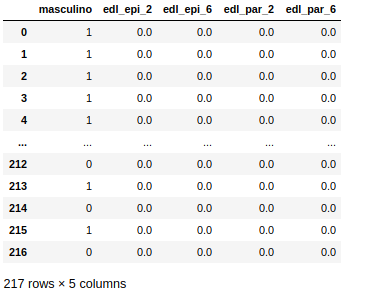 masculino edl_epi_2 edl_epi_6 edl_par_2 edl_par_6
0 1 0.0 0.0 0.0 0.0
1 1 0.0 0.0 0.0 0.0
2 1 0.0 0.0 0.0 0.0
3 1 0.0 0.0 0.0 0.0
4 1 0.0 0.0 0.0 0.0
... ... ... ... ... ...
212 0 0.0 0.0 0.0 0.0
213 1 0.0 0.0 0.0 0.0
214 0 0.0 0.0 0.0 0.0
215 1 0.0 0.0 0.0 0.0
216 0 0.0 0.0 0.0 0.0
217 rows × 5 columns